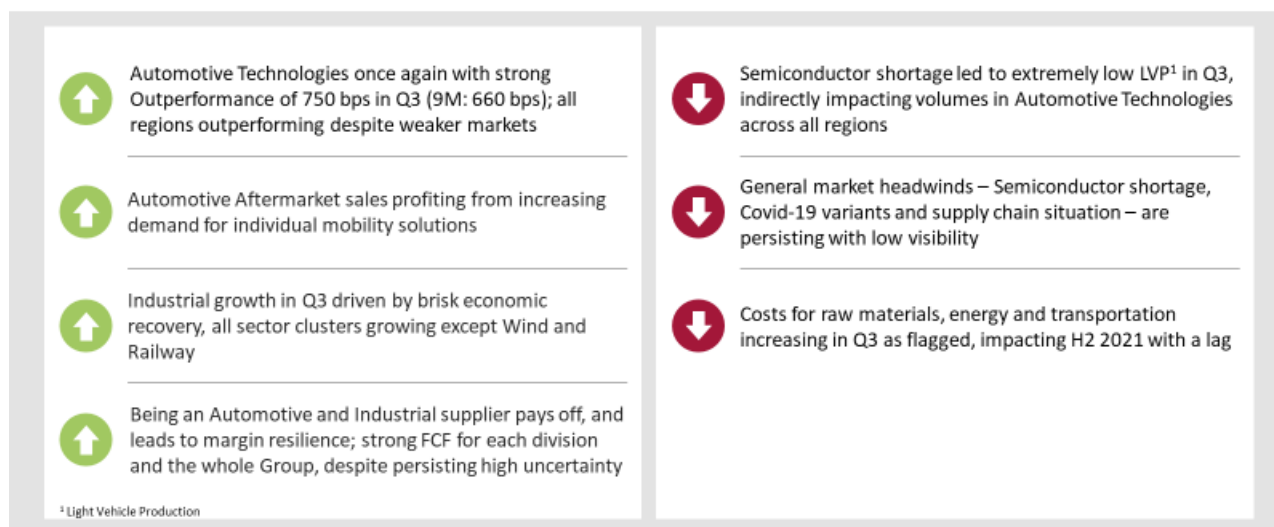 Automotive Technologies once again with strong
Outperformance of 750 bps in Q3 (9M: 660 bps); all
regions outperforming despite weaker markets
Automotive Aftermarket sales profiting from increasing
demand for individual mobility solutions
Industrial growth in Q3 driven by brisk economic
recovery, all sector clusters growing except Wind and
Railway
Being an Automotive and Industrial supplier pays off, and
leads to margin resilience; strong FCF for each division
and the whole Group, despite persisting high uncertainty
¹ Light Vehicle Production
Semiconductor shortage led to extremely low LVP¹ in Q3,
indirectly impacting volumes in Automotive Technologies
across all regions
General market headwinds – Semiconductor shortage,
Covid-19 variants and supply chain situation – are
persisting with low visibility
Costs for raw materials, energy and transportation
increasing in Q3 as flagged, impacting H2 2021 with a lag